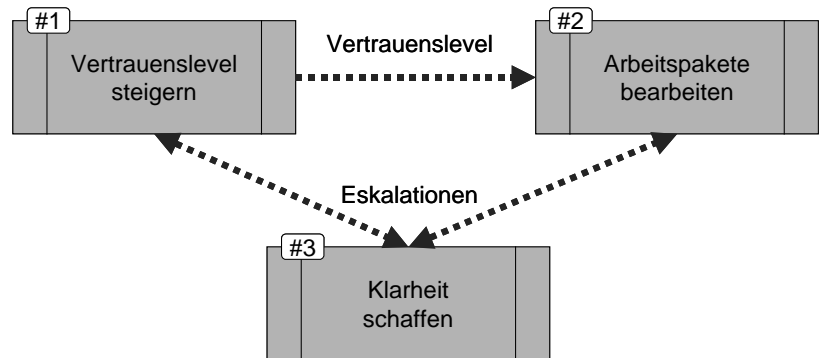 #1
Vertrauenslevel
steigern
Vertrauenslevel
#2
Arbeitspakete
bearbeiten
Eskalationen
#3
Klarheit
schaffen